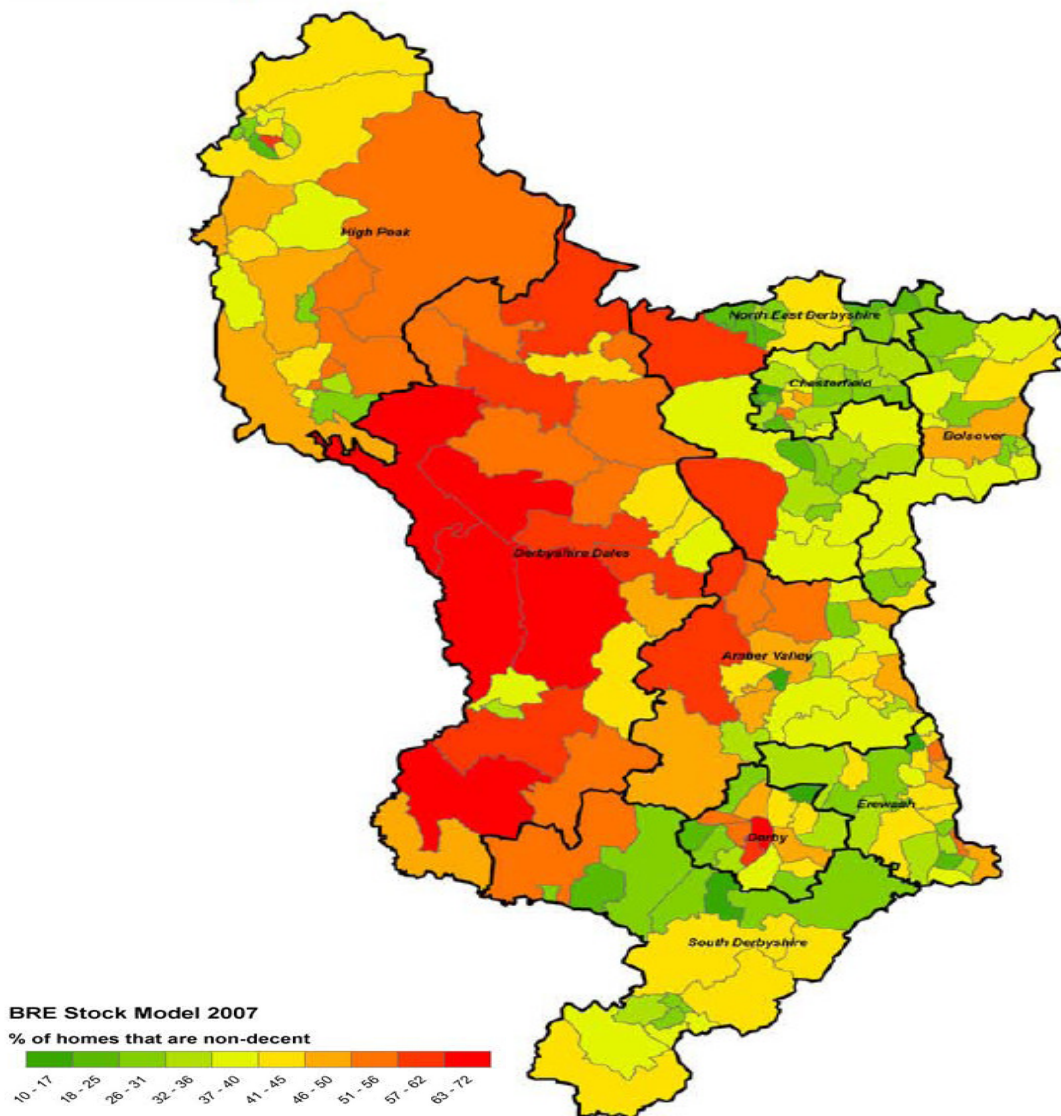 High Peak
North East Derbyshire
Chesterfield
Bolsover
Derbyshire Dales
Amber Valley
Erewash
Derby
South Derbyshire
BRE Stock Model 2007
% of homes that are non-decent
10 - 17
18 - 25
26 - 31
32 - 36
37 - 40
41 - 45
46 - 50
51 - 56
57 - 62
63 - 72